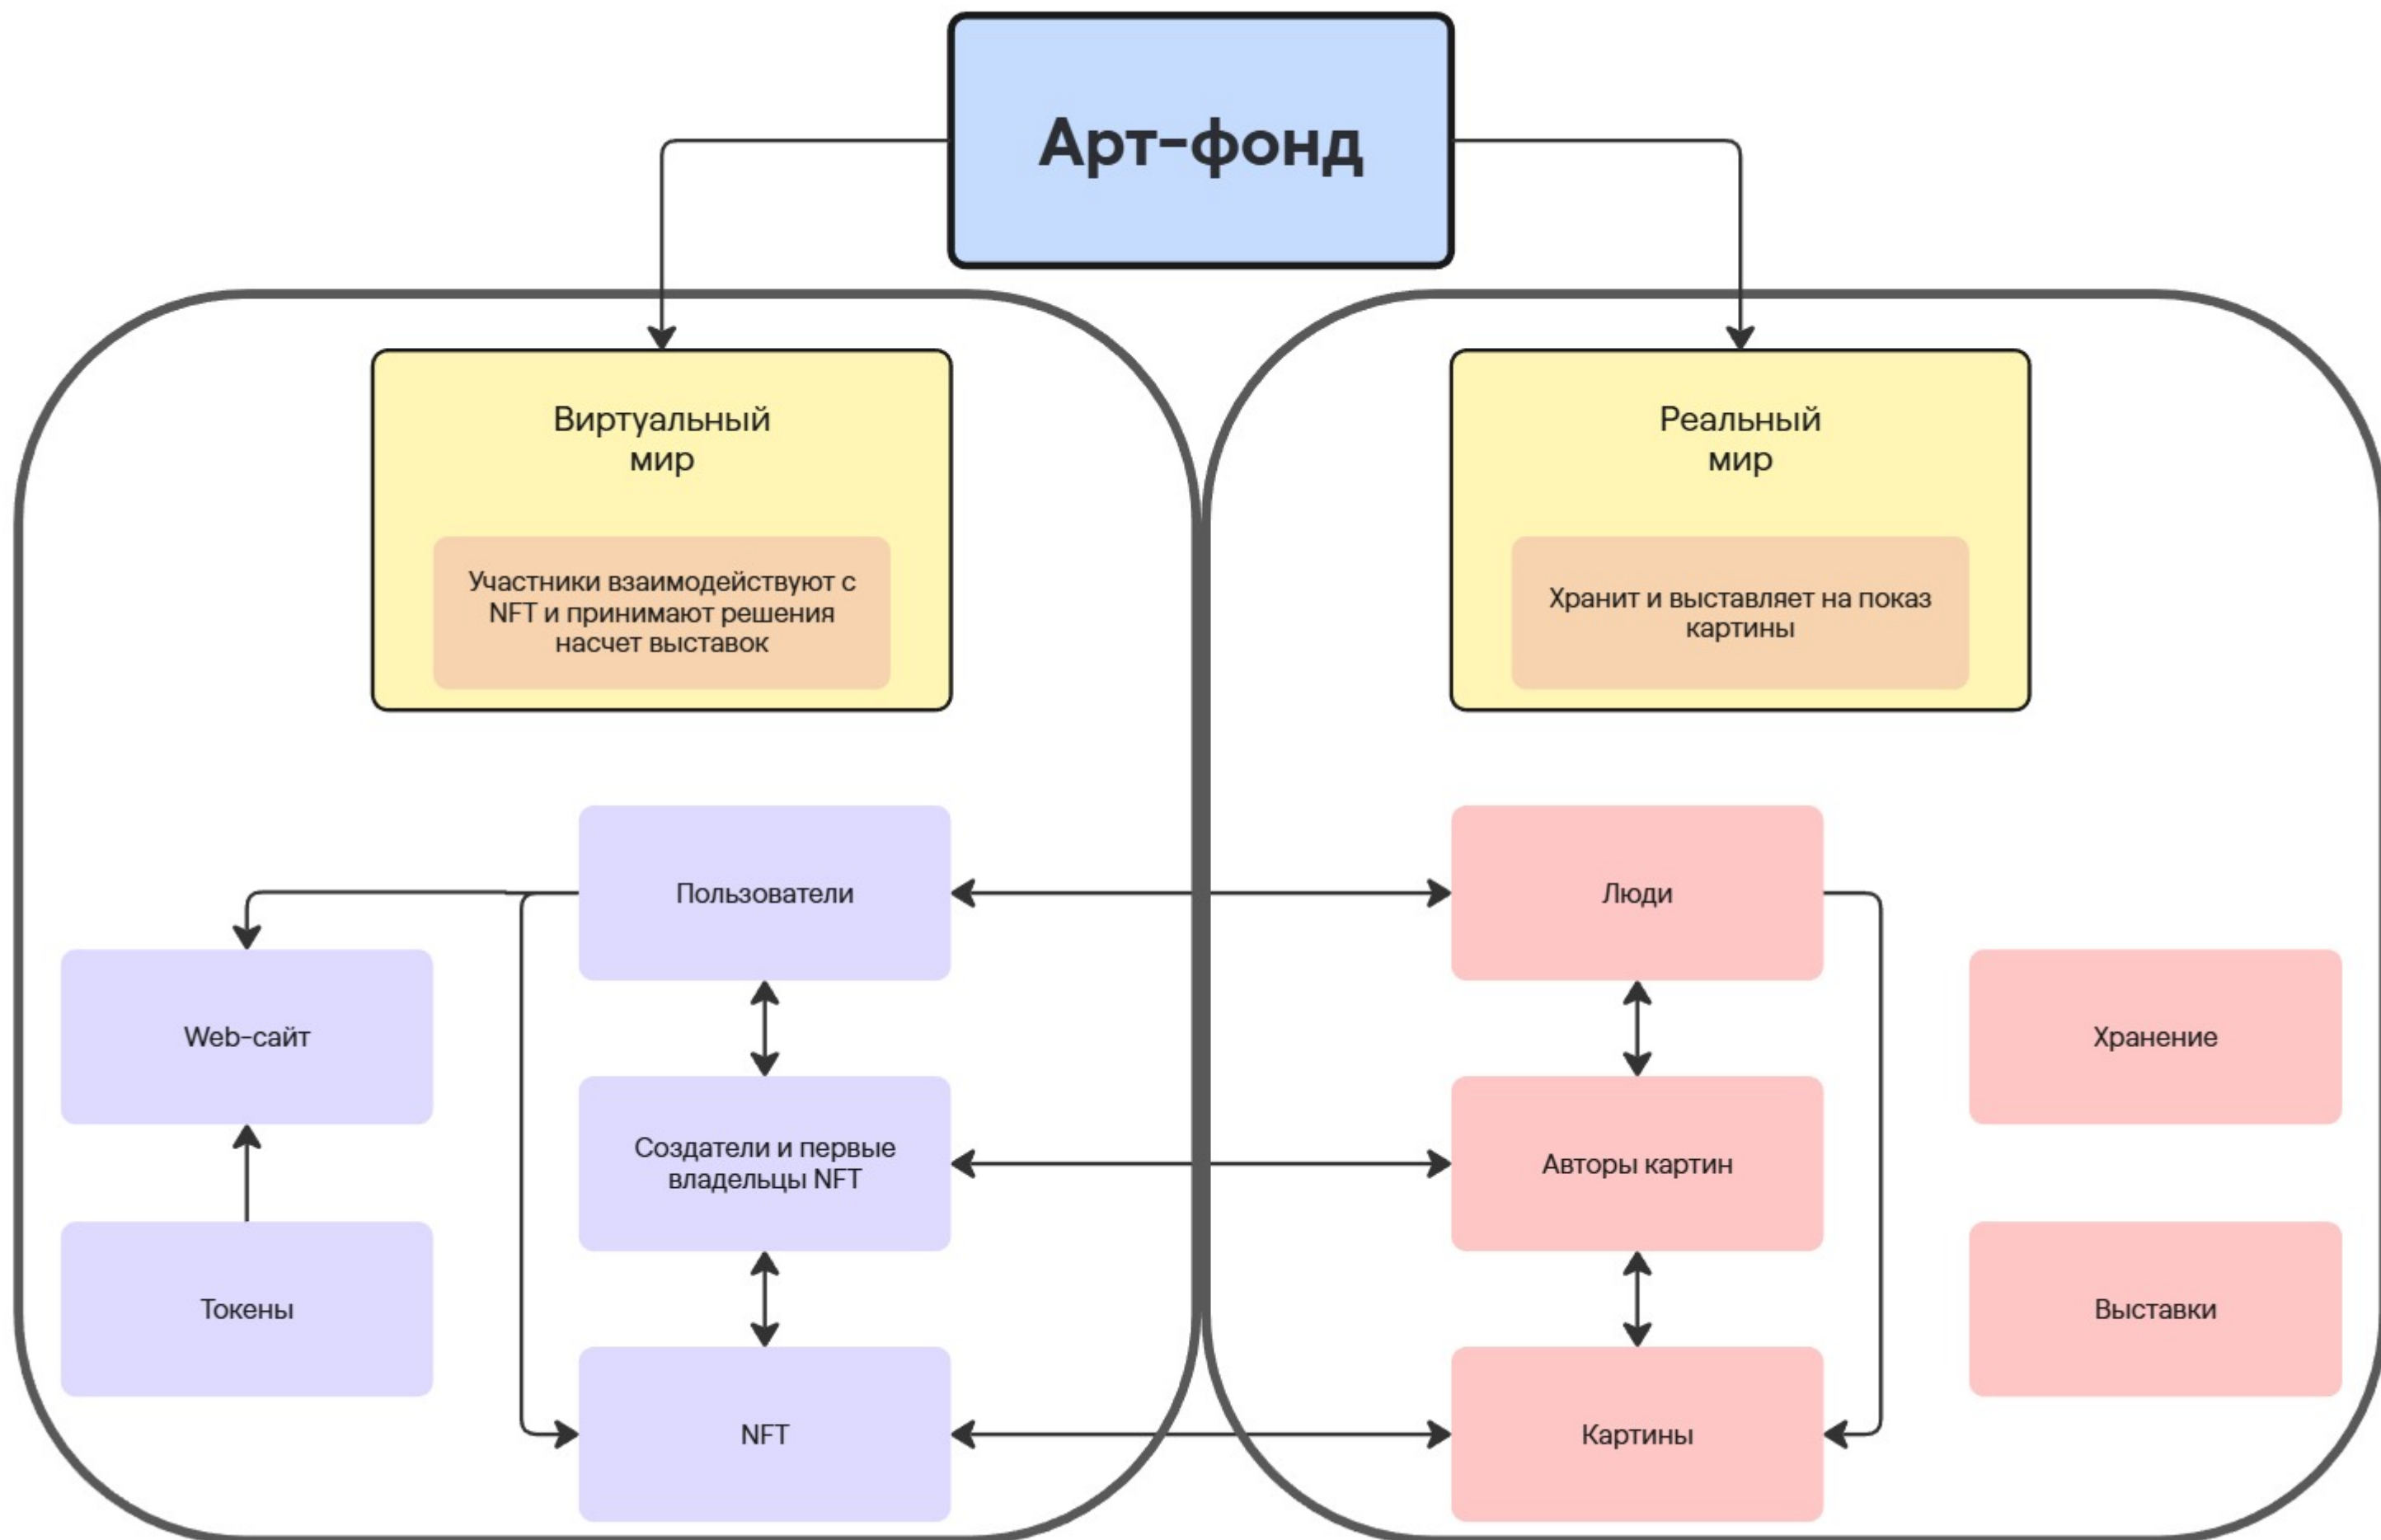 Арт-фонд
Виртуальный
мир
Участники взаимодействуют с
NFT и принимают решения
насчет выставок
Реальный
мир
Хранит и выставляет на показ
картины
Пользователи
Люди
Web-сайт
Хранение
Создатели и первые
владельцы NFT
Авторы картин
Токены
Выставки
NFT
Картины